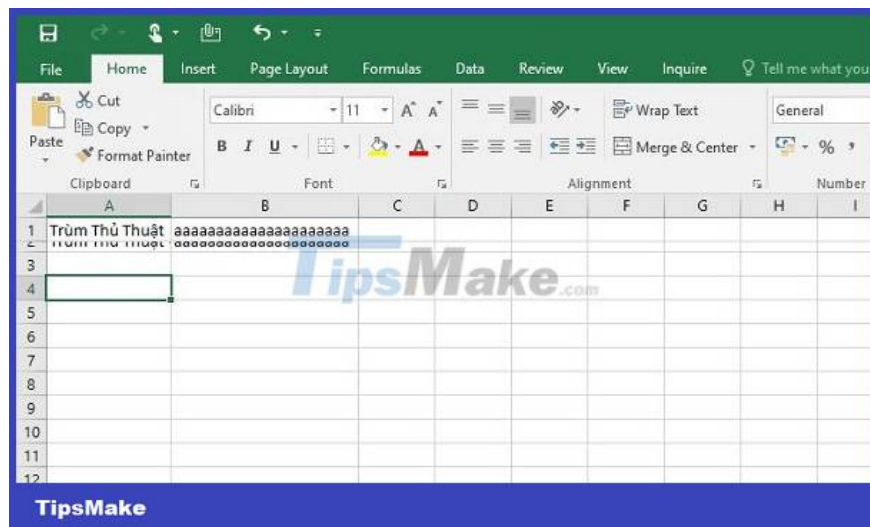 File Home Insert Page Layout Formulas Data Review View Inquire Tell me what you
Cut
Calibri 11 A A Wrap Text General
Copy
Paste
Format Painter B I U A Merge & Center %
Clipboard Font Alignment Number
A B C D E F G H I
1 Trùm Thủ Thuật aaaaaaaaaaaaaaaaaaaaa
2
3
TipsMake.com
4
5
6
7
8
9
10
11
12
TipsMake